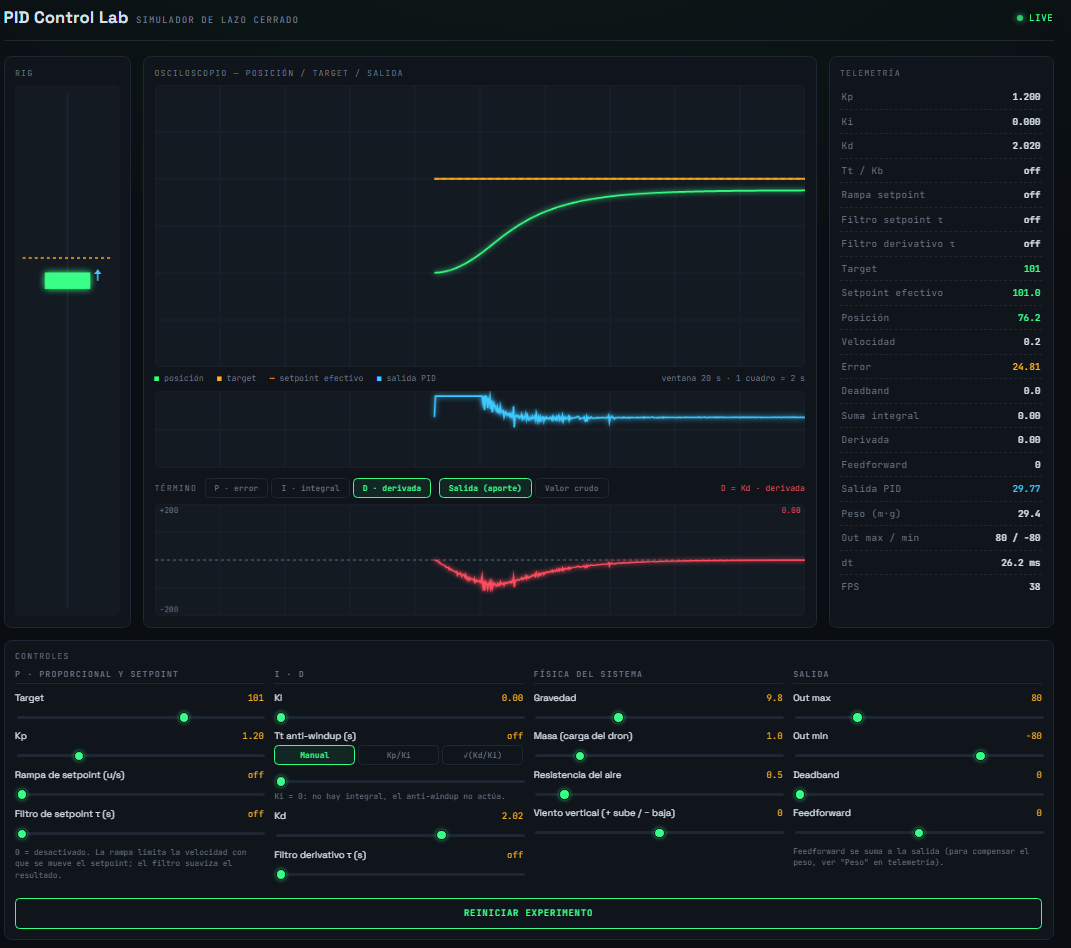 PID Control Lab SIMULADOR DE LAZO CERRADO
LIVE
RIG
OSCILOSCOPIO — POSICIÓN / TARGET / SALIDA
posición target setpoint efectivo salida PID
ventana 20 s · 1 cuadro = 2 s
TÉRMINO P · error I · integral D · derivada Salida (aporte) Valor crudo
D = Kd · derivada
+200
0.00
-200
TELEMETRÍA
Kp 1.200
Ki 0.000
Kd 2.020
Tt / Kb off
Rampa setpoint off
Filtro setpoint τ off
Filtro derivativo τ off
Target 101
Setpoint efectivo 101.0
Posición 76.2
Velocidad 0.2
Error 24.81
Deadband 0.0
Suma integral 0.00
Derivada 0.00
Feedforward 0
Salida PID 29.77
Peso (m·g) 29.4
Out max / min 80 / -80
dt 26.2 ms
FPS 38
CONTROLES
P · PROPORCIONAL Y SETPOINT
Target 101
Kp 1.20
Rampa de setpoint (u/s) off
Filtro de setpoint τ (s) off
0 = desactivado. La rampa limita la velocidad con
que se mueve el setpoint; el filtro suaviza el
resultado.
I · D
Ki 0.00
Tt anti-windup (s) off
Manual Kp/Ki √(Kd/Ki)
Ki = 0: no hay integral, el anti-windup no actúa.
Kd 2.02
Filtro derivativo τ (s) off
FÍSICA DEL SISTEMA
Gravedad 9.8
Masa (carga del dron) 1.0
Resistencia del aire 0.5
Viento vertical (+ sube / − baja) 0
SALIDA
Out max 80
Out min -80
Deadband 0
Feedforward 0
Feedforward se suma a la salida (para compensar el
peso, ver "Peso" en telemetría).
REINICIAR EXPERIMENTO